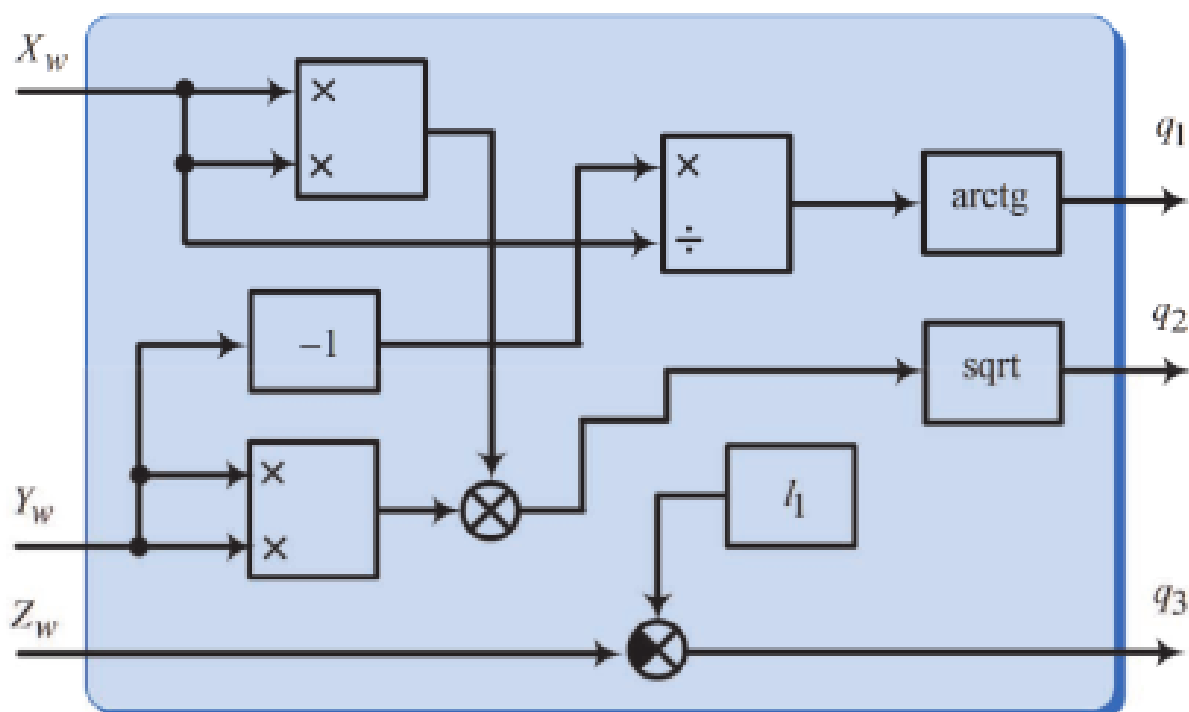 X_w
×
×
×
÷
arctg
q_1
−1
sqrt
q_2
Y_w
×
×
l_1
Z_w
q_3